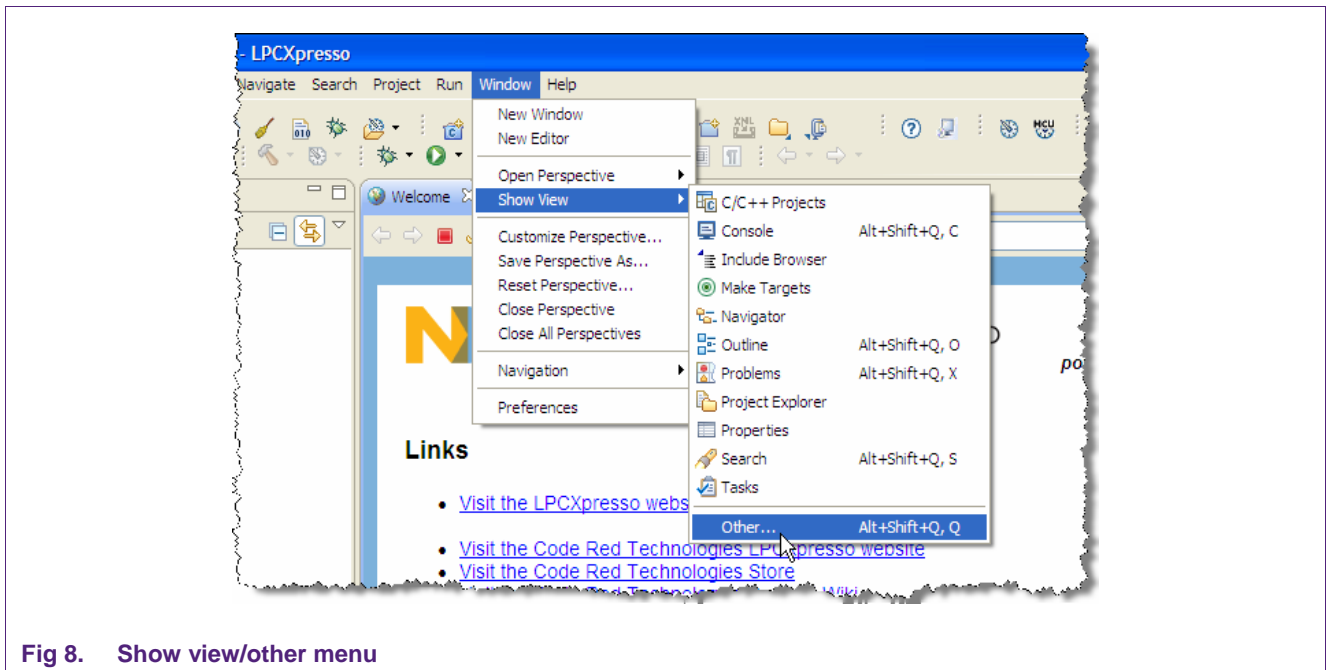 - LPCXpresso
Navigate Search Project Run Window Help
New Window
New Editor
Open Perspective
Show View
Customize Perspective...
Save Perspective As...
Reset Perspective...
Close Perspective
Close All Perspectives
Navigation
Preferences
010
MCU
Welcome
C/C++ Projects
Console Alt+Shift+Q, C
Include Browser
Make Targets
Navigator
Outline Alt+Shift+Q, O
Problems Alt+Shift+Q, X
Project Explorer
Properties
Search Alt+Shift+Q, S
Tasks
Other... Alt+Shift+Q, Q
N
Links
Visit the LPCXpresso webs
Visit the Code Red Technologies LPCXpresso website
Visit the Code Red Technologies Store
Fig 8. Show view/other menu